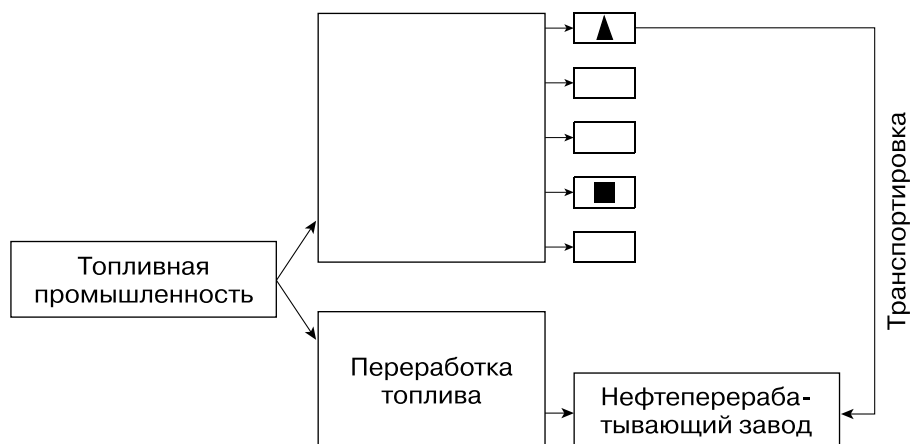 Топливная
промышленность
Переработка
топлива
Нефтеперераба-
тывающий завод
Транспортировка